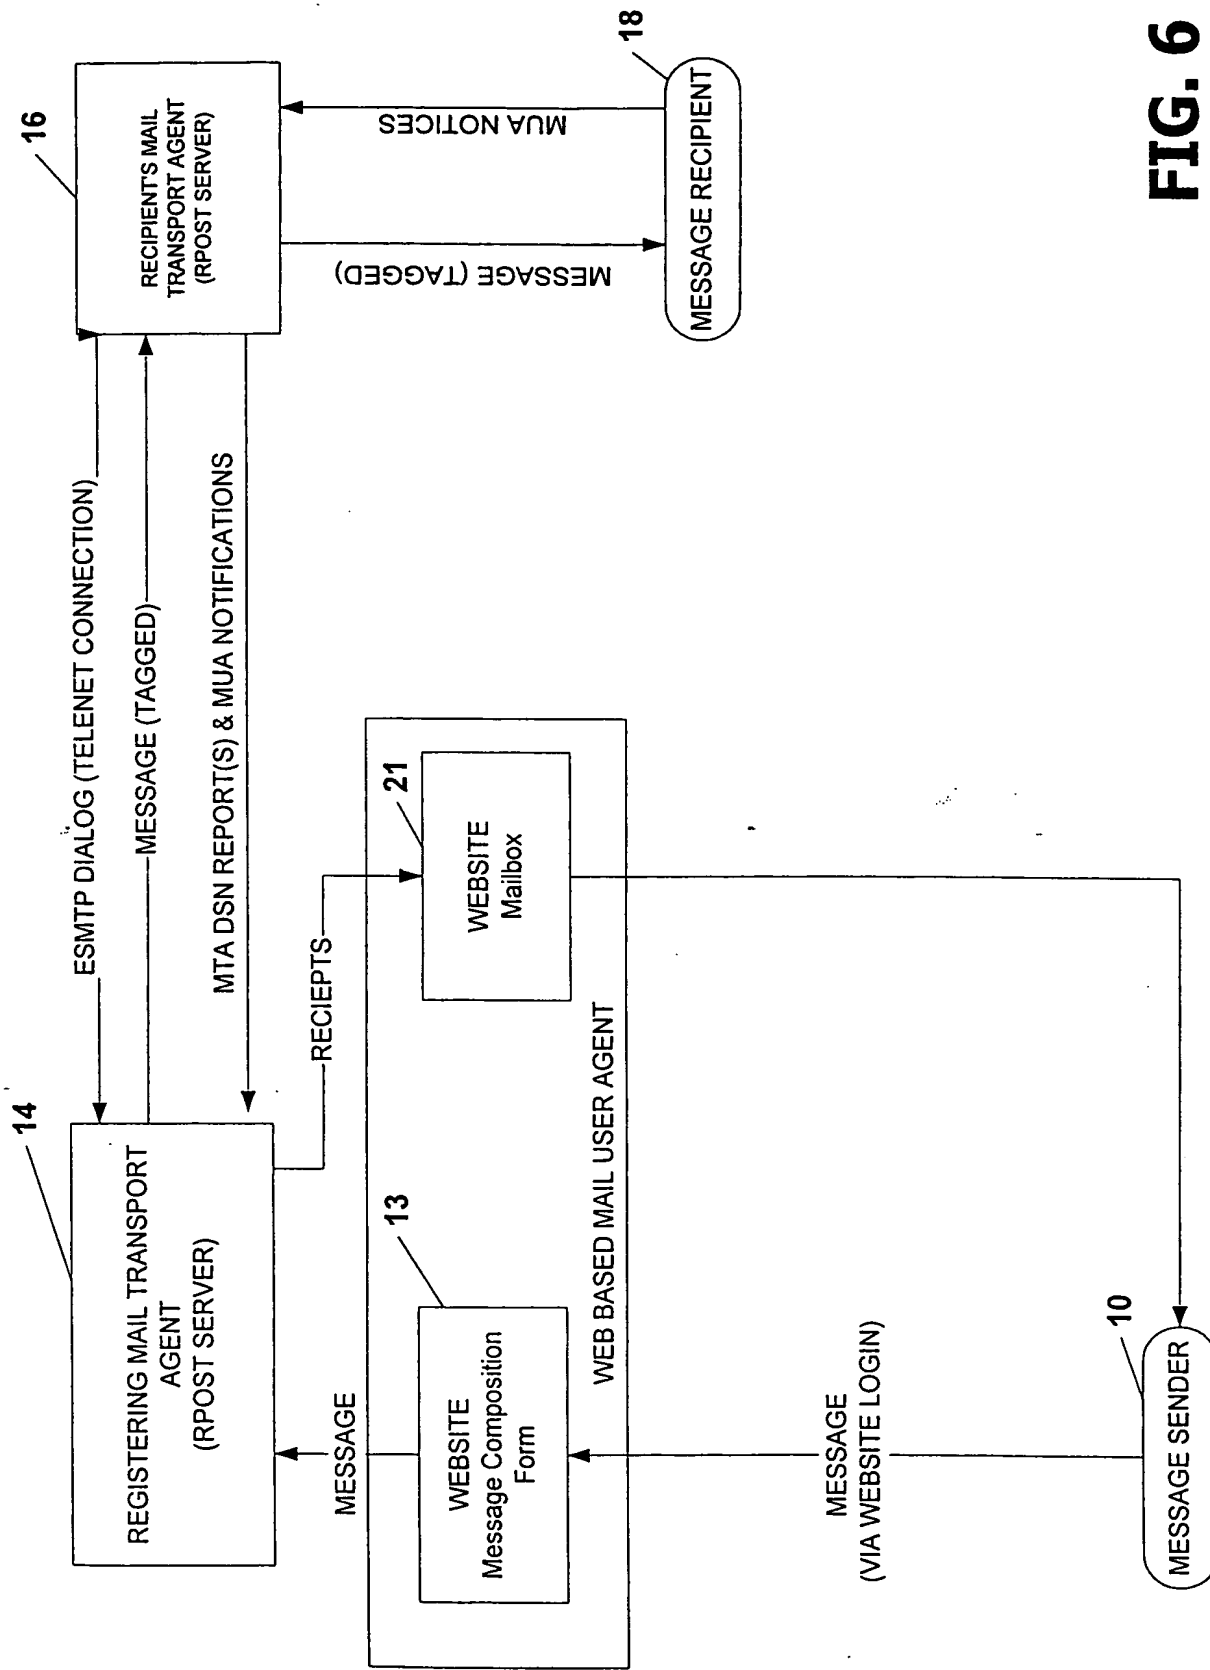 14
REGISTERING MAIL TRANSPORT
AGENT
(RPOST SERVER)
ESMTP DIALOG (TELENET CONNECTION)
MESSAGE (TAGGED)
MTA DSN REPORT(S) & MUA NOTIFICATIONS
16
RECIPIENT'S MAIL
TRANSPORT AGENT
(RPOST SERVER)
MESSAGE
RECIEPTS
MESSAGE (TAGGED)
MUA NOTICES
13
WEBSITE
Message Composition
Form
21
WEBSITE
Mailbox
WEB BASED MAIL USER AGENT
18
MESSAGE RECIPIENT
MESSAGE
(VIA WEBSITE LOGIN)
10
MESSAGE SENDER
FIG. 6